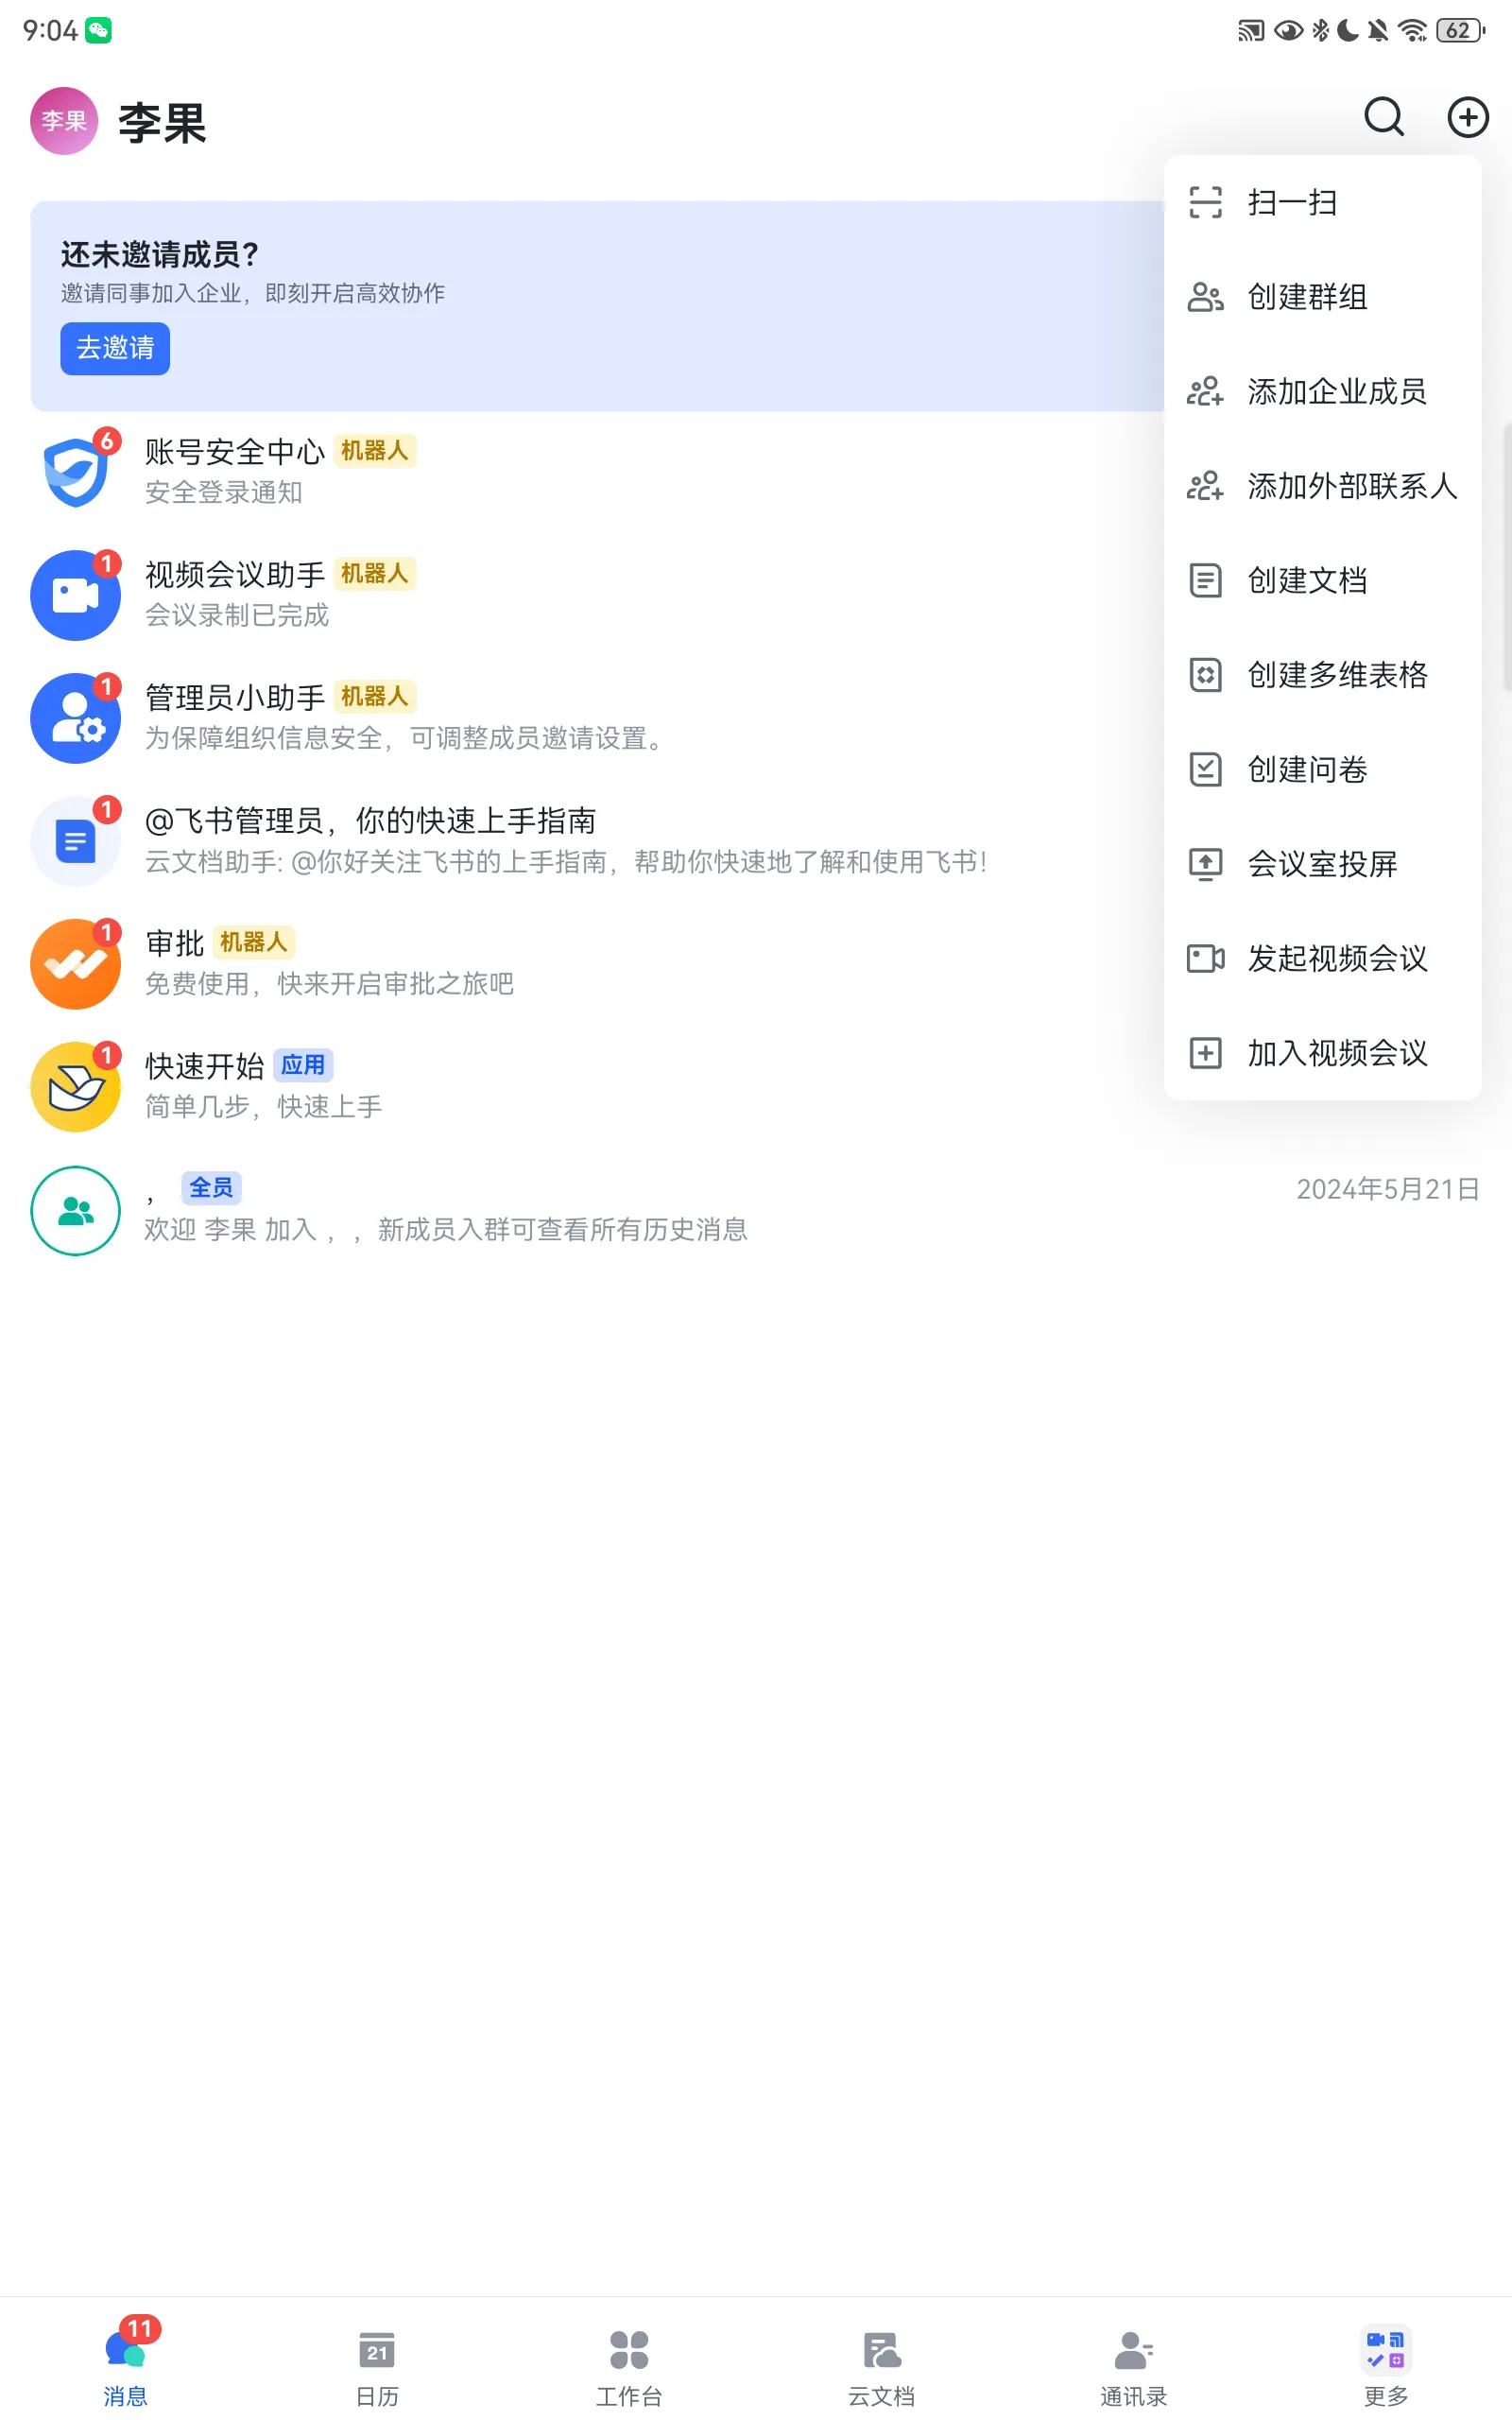 9:04
62
李果
李果
还未邀请成员?
邀请同事加入企业，即刻开启高效协作
去邀请
扫一扫
创建群组
添加企业成员
添加外部联系人
创建文档
创建多维表格
创建问卷
会议室投屏
发起视频会议
加入视频会议
6
账号安全中心 机器人
安全登录通知
1
视频会议助手 机器人
会议录制已完成
1
管理员小助手 机器人
为保障组织信息安全，可调整成员邀请设置。
1
@飞书管理员，你的快速上手指南
云文档助手: @你好关注飞书的上手指南，帮助你快速地了解和使用飞书!
1
审批 机器人
免费使用，快来开启审批之旅吧
1
快速开始 应用
简单几步，快速上手
， 全员
2024年5月21日
欢迎 李果 加入 ，，新成员入群可查看所有历史消息
11
消息
21
日历
工作台
云文档
通讯录
更多